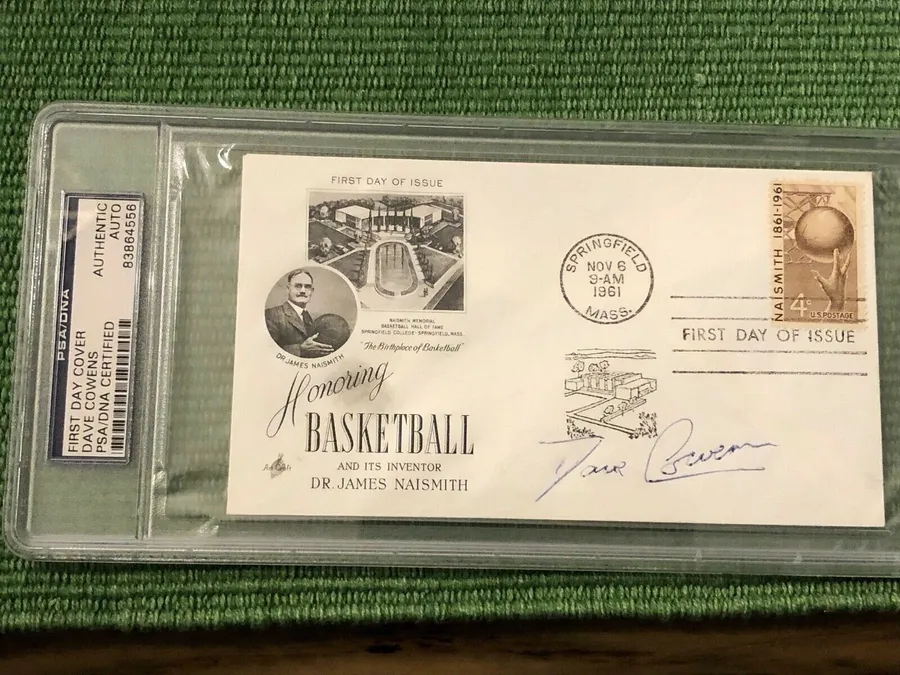 PSA/DNA
FIRST DAY COVER
DAVE COWENS
PSA/DNA CERTIFIED
AUTHENTIC
AUTO
83864556
FIRST DAY OF ISSUE
NAISMITH MEMORIAL
BASKETBALL HALL OF FAME
SPRINGFIELD COLLEGE · SPRINGFIELD, MASS.
"The Birthplace of Basketball"
DR. JAMES NAISMITH
Honoring
BASKETBALL
AND ITS INVENTOR
DR. JAMES NAISMITH
Art Craft
SPRINGFIELD
NOV 6
9-AM
1961
MASS.
NAISMITH 1861-1961
4c
U.S. POSTAGE
FIRST DAY OF ISSUE
Dave Cowens